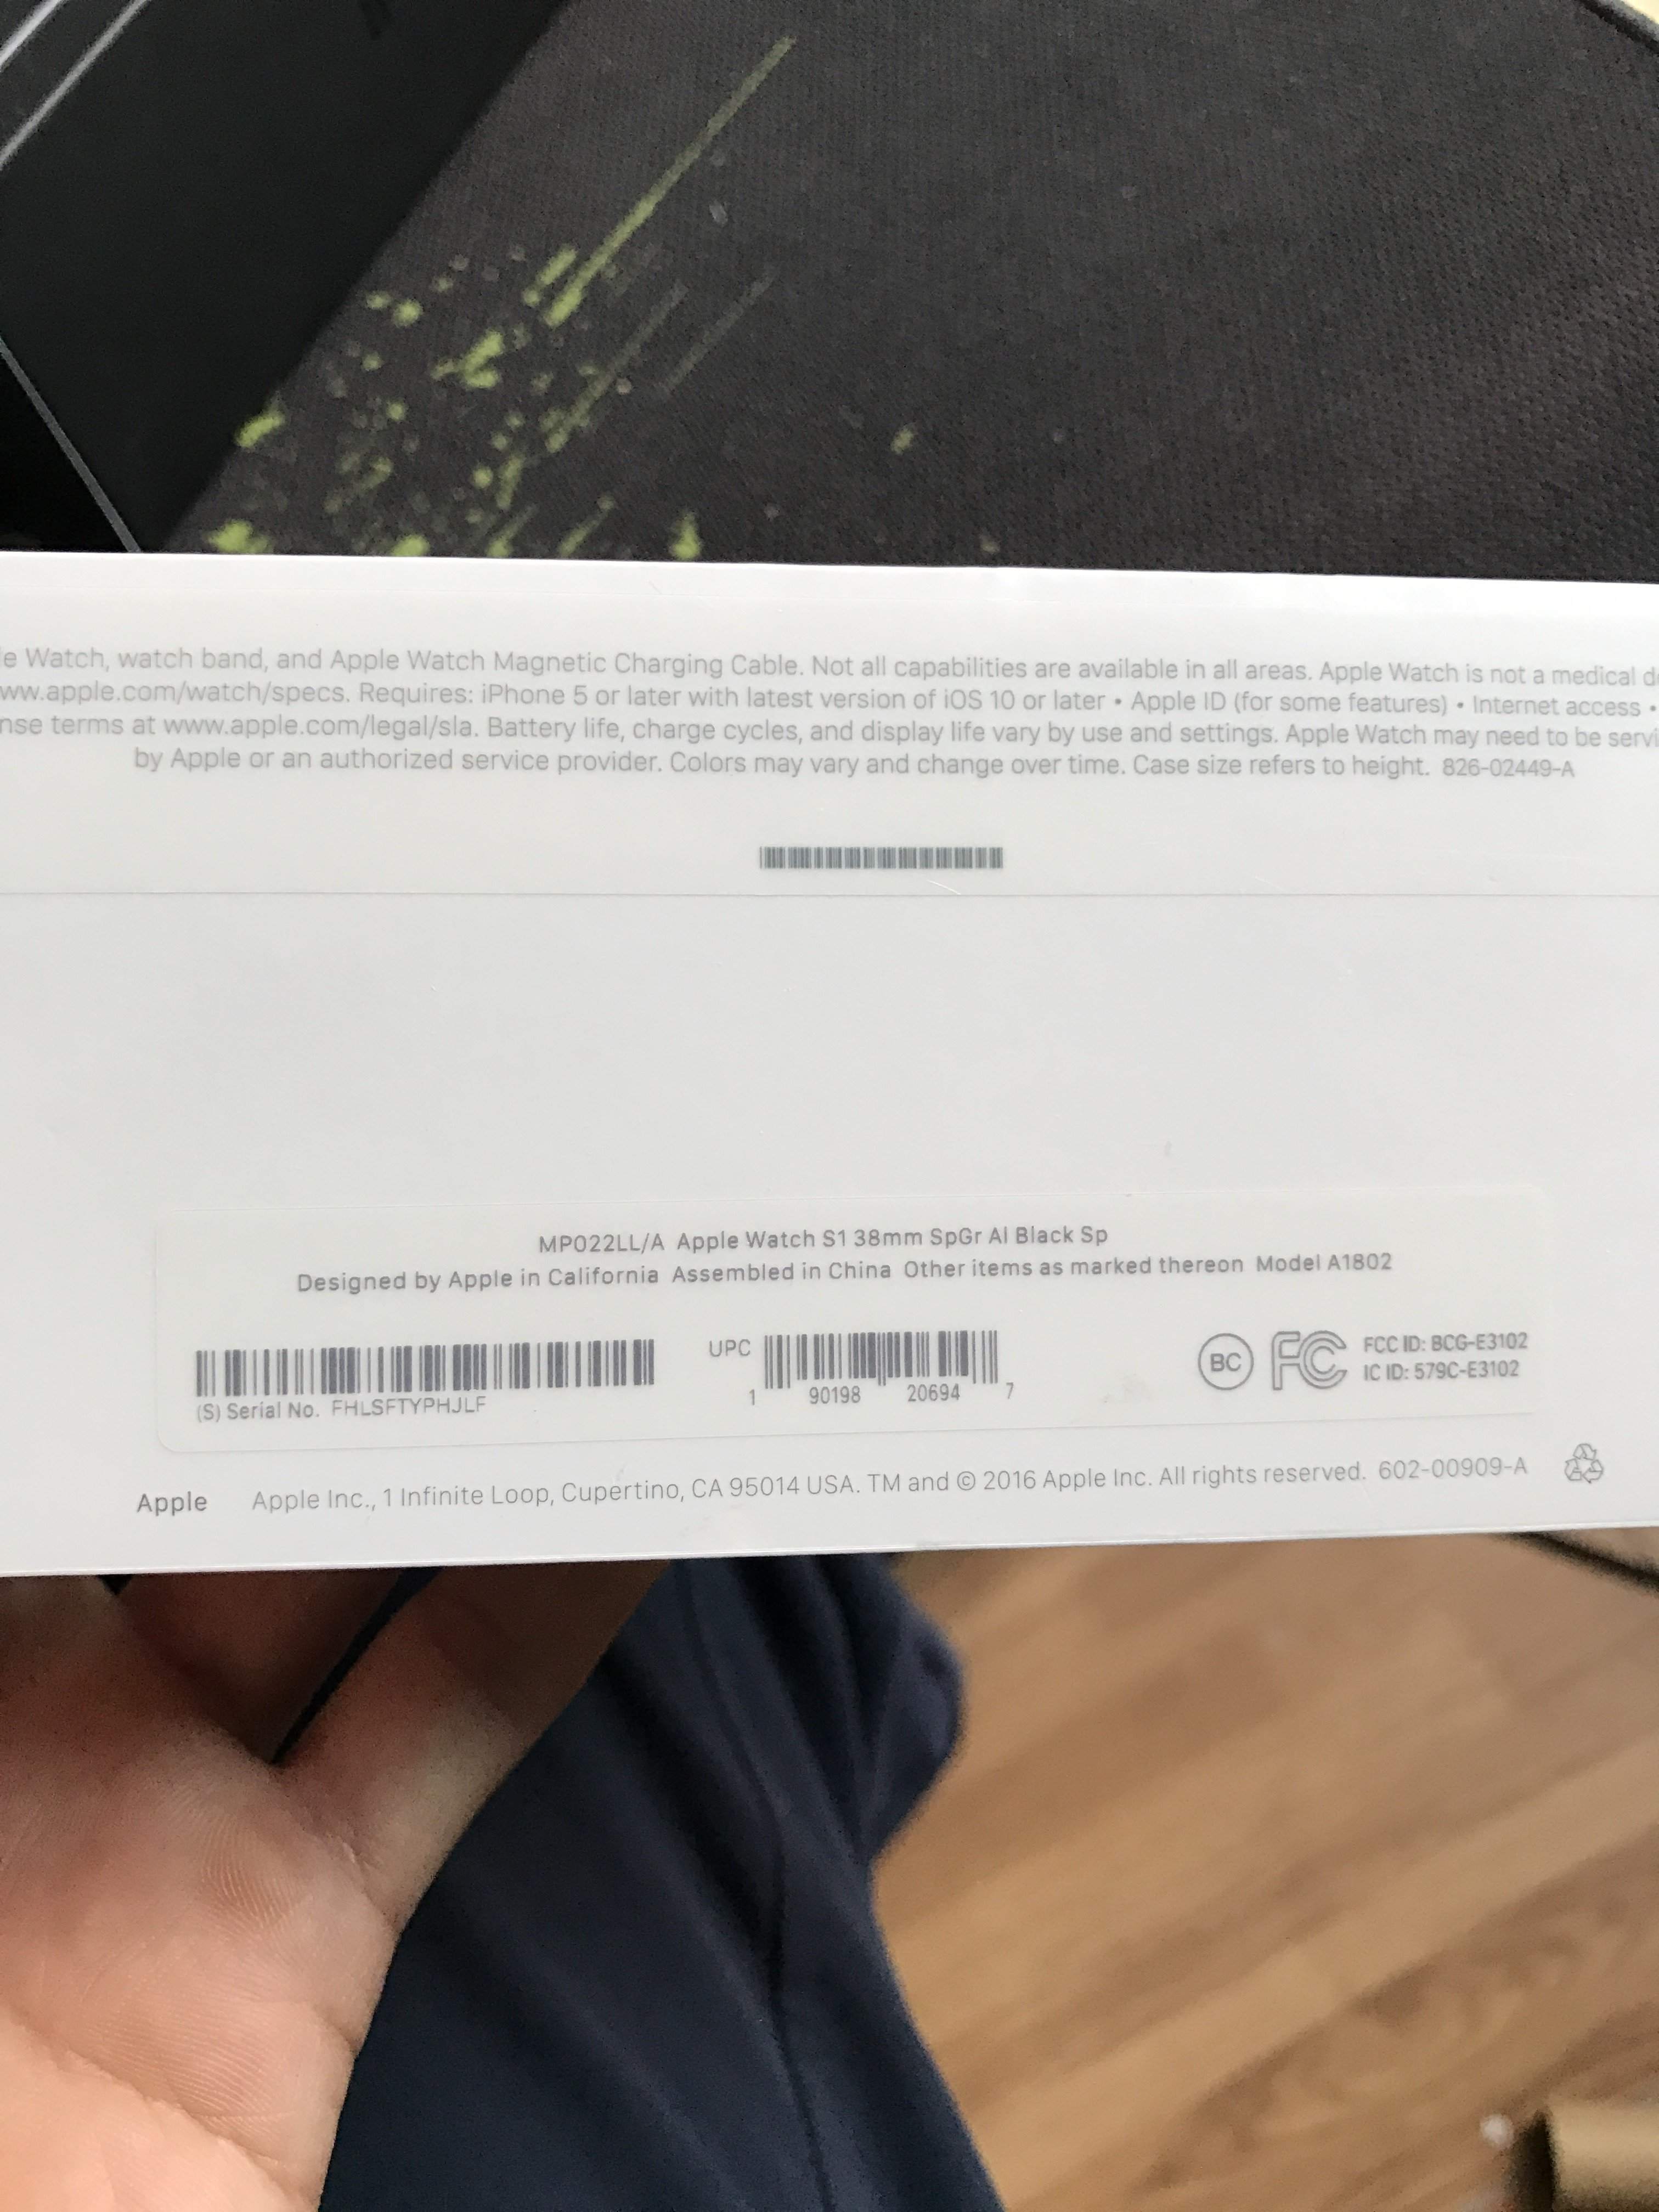 Watch, watch band, and Apple Watch Magnetic Charging Cable. Not all capabilities are available in all areas. Apple Watch is not a medical
ww.apple.com/watch/specs. Requires: iPhone 5 or later with latest version of iOS 10 or later • Apple ID (for some features) • Internet access •
nse terms at www.apple.com/legal/sla. Battery life, charge cycles, and display life vary by use and settings. Apple Watch may need to be servi
by Apple or an authorized service provider. Colors may vary and change over time. Case size refers to height. 826-02449-A
MP022LL/A Apple Watch S1 38mm SpGr Al Black Sp
Designed by Apple in California Assembled in China Other items as marked thereon Model A1802
(S) Serial No. FHLSFTYPHJLF
UPC
1 90198 20694 7
BC FC
FCC ID: BCG-E3102
IC ID: 579C-E3102
Apple Apple Inc., 1 Infinite Loop, Cupertino, CA 95014 USA. TM and © 2016 Apple Inc. All rights reserved. 602-00909-A